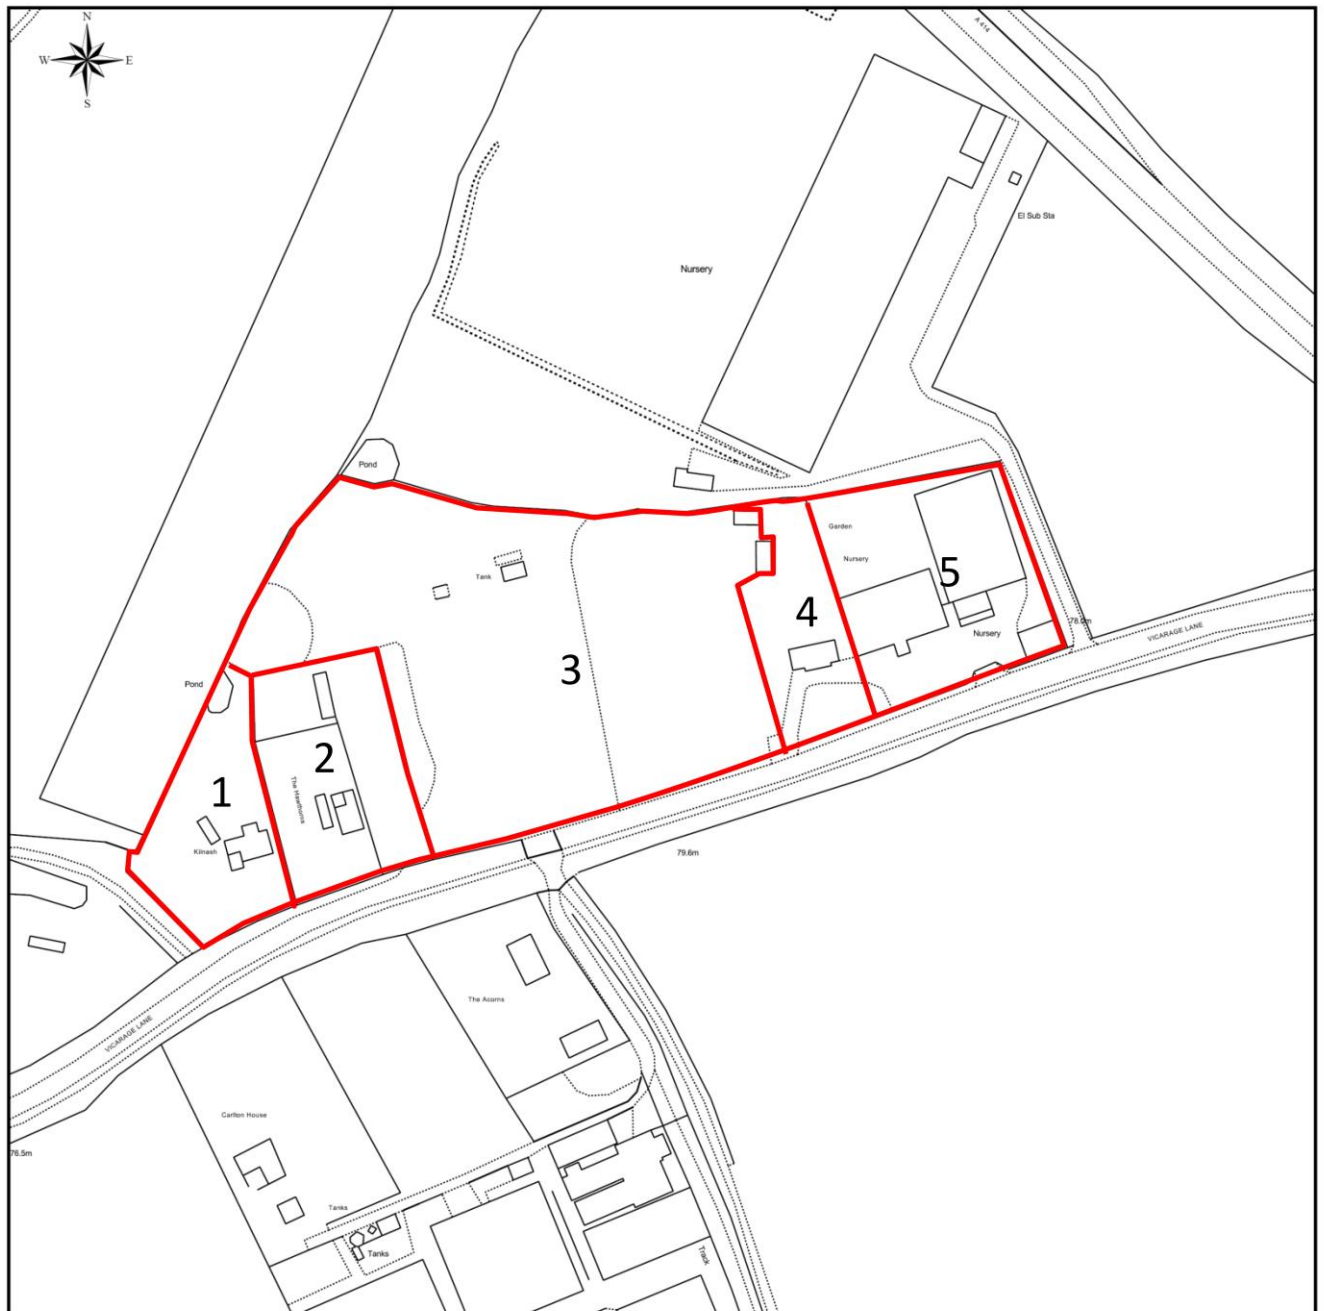 N
W E
S
A 414
El Sub Sta
Nursery
Pond
Garden
Nursery
5
Tank
4
78.0m
VICARAGE LANE
Nursery
3
Pond
2
1
The Hawthorns
Kilnash
79.6m
The Acorns
VICARAGE LANE
Carlton House
76.5m
Tanks
Tanks
Track